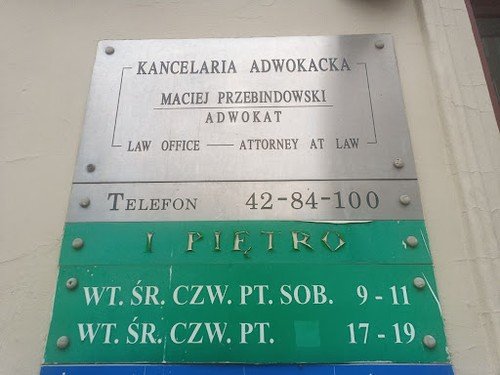 KANCELARIA ADWOKACKA
MACIEJ PRZEBINDOWSKI
ADWOKAT
LAW OFFICE — ATTORNEY AT LAW
TELEFON 42-84-100
I PIĘTRO
WT. ŚR. CZW. PT. SOB. 9 - 11
WT. ŚR. CZW. PT. 17 - 19